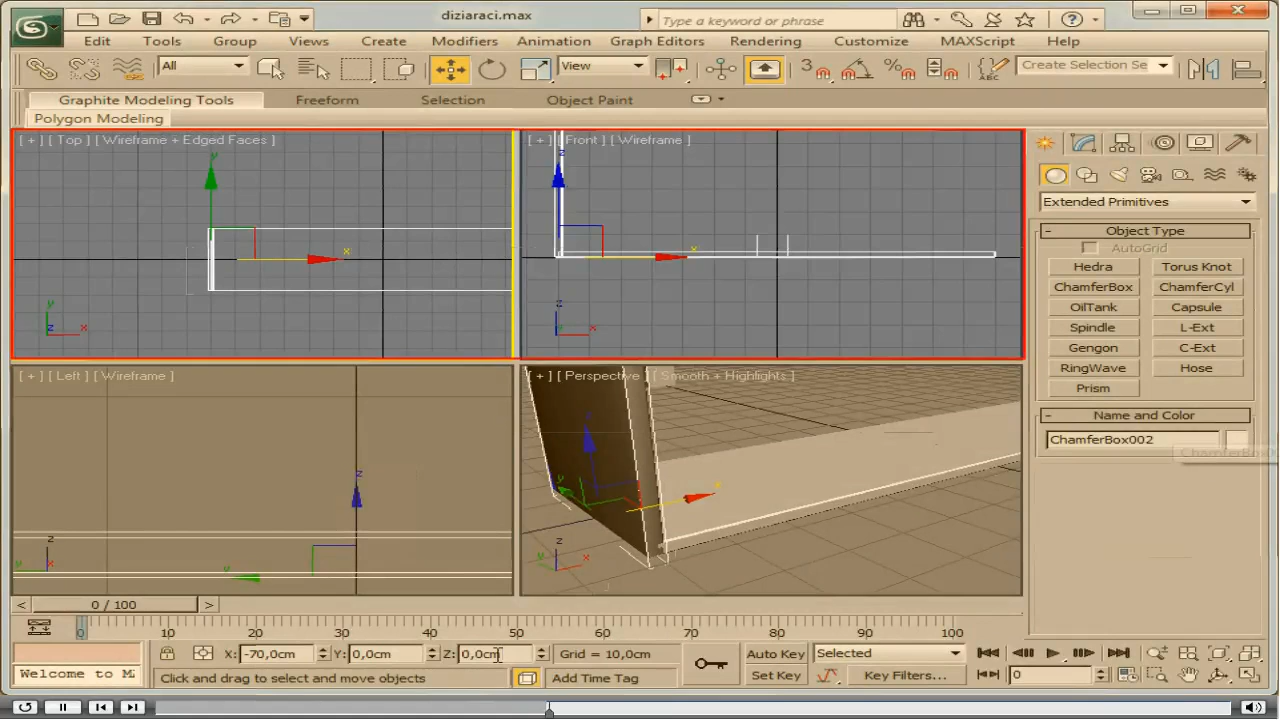 diziaraci.max
Type a keyword or phrase
Edit Tools Group Views Create Modifiers Animation Graph Editors Rendering Customize MAXScript Help
All View 3 Create Selection Se
Graphite Modeling Tools Freeform Selection Object Paint
Polygon Modeling
[ + ] [ Top ] [ Wireframe + Edged Faces ]
[ + ] [ Front ] [ Wireframe ]
y
x
z
x
y
z x
z
y x
Extended Primitives
- Object Type
AutoGrid
Hedra Torus Knot
ChamferBox ChamferCyl
OilTank Capsule
Spindle L-Ext
Gengon C-Ext
RingWave Hose
Prism
- Name and Color
ChamferBox002
[ + ] [ Left ] [ Wireframe ]
[ + ] [ Perspective ] [ Smooth + Highlights ]
z
y
z
y x
z
y x
z
y x
< 0 / 100 >
0 10 20 30 40 50 60 70 80 90 100
X: -70,0cm Y: 0,0cm Z: 0,0cm Grid = 10,0cm Auto Key Selected
Welcome to Click and drag to select and move objects Add Time Tag Set Key Key Filters... 0